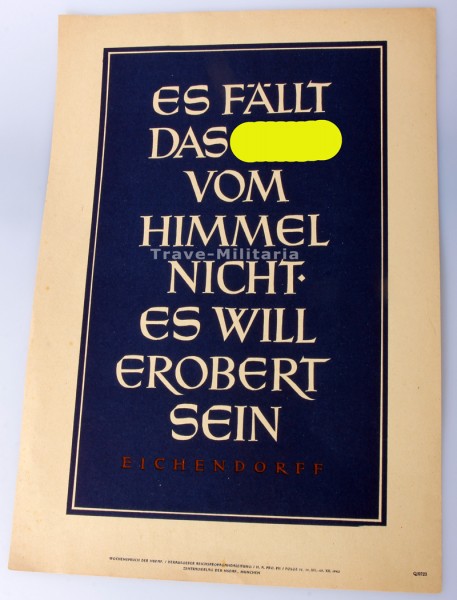 ES FÄLLT
DAS
VOM
HIMMEL
Trave-Militaria
NICHT·
ES WILL
EROBERT
SEIN
EICHENDORFF